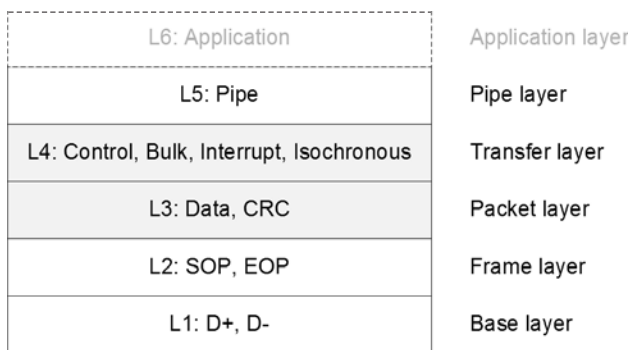 L6: Application Application layer
L5: Pipe Pipe layer
L4: Control, Bulk, Interrupt, Isochronous Transfer layer
L3: Data, CRC Packet layer
L2: SOP, EOP Frame layer
L1: D+, D- Base layer